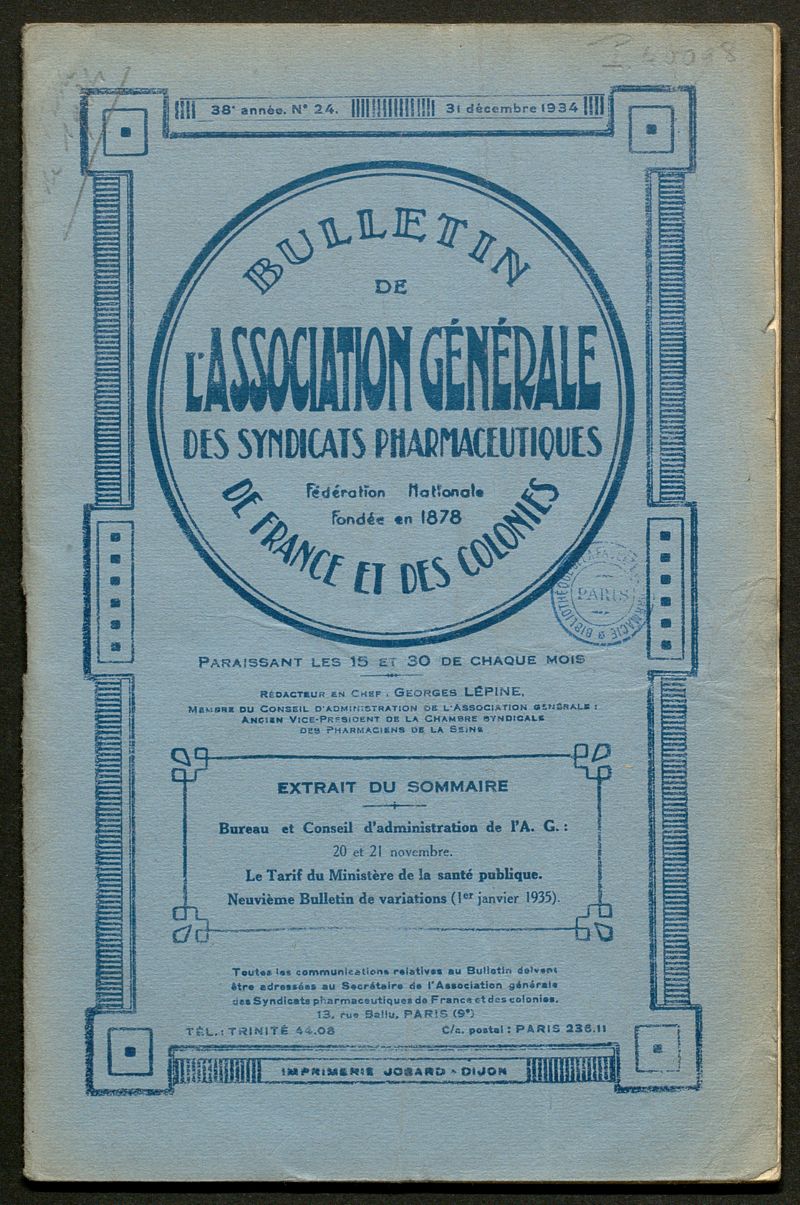 38e année. N° 24. 31 décembre 1934
BULLETIN
DE
L'ASSOCIATION GÉNÉRALE
DES SYNDICATS PHARMACEUTIQUES
Fédération Nationale
Fondée en 1878
DE FRANCE ET DES COLONIES
PARIS
PARAISSANT LES 15 ET 30 DE CHAQUE MOIS
RÉDACTEUR EN CHEF : GEORGES LÉPINE,
MEMBRE DU CONSEIL D'ADMINISTRATION DE L'ASSOCIATION GÉNÉRALE :
ANCIEN VICE-PRÉSIDENT DE LA CHAMBRE SYNDICALE
DES PHARMACIENS DE LA SEINE
EXTRAIT DU SOMMAIRE
Bureau et Conseil d'administration de l'A. G. :
20 et 21 novembre.
Le Tarif du Ministère de la santé publique.
Neuvième Bulletin de variations (1er janvier 1935).
Toutes les communications relatives au Bulletin doivent
être adressées au Secrétaire de l'Association générale
des Syndicats pharmaceutiques de France et des colonies.
13, rue Ballu, PARIS (9e)
TÉL. : TRINITÉ 44.08 C/c. postal : PARIS 236.11
IMPRIMERIE JOBARD - DIJON